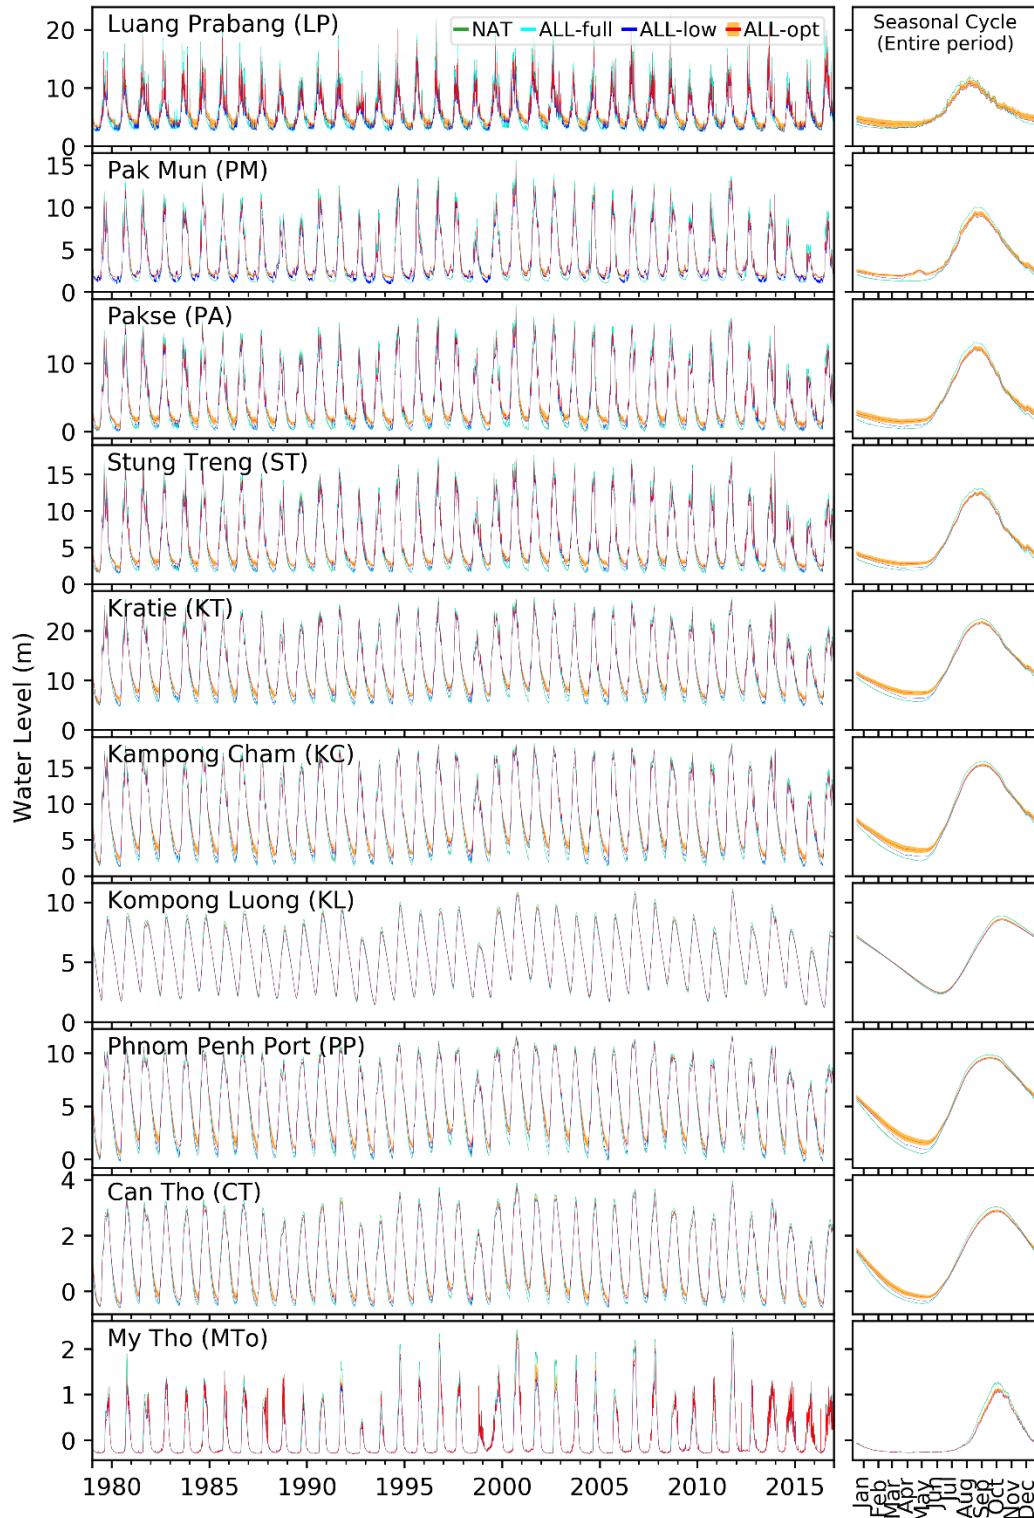 Luang Prabang (LP)
NAT ALL-full ALL-low ALL-opt
Seasonal Cycle
(Entire period)
20
10
0
Pak Mun (PM)
15
10
5
0
Pakse (PA)
10
0
Stung Treng (ST)
15
10
5
0
Kratie (KT)
20
10
0
Water Level (m)
Kampong Cham (KC)
15
10
5
0
Kompong Luong (KL)
10
5
0
Phnom Penh Port (PP)
10
5
0
Can Tho (CT)
4
2
0
My Tho (MTo)
2
1
0
1980 1985 1990 1995 2000 2005 2010 2015
Jan Feb Mar Apr May Jun Jul Aug Sep Oct Nov Dec